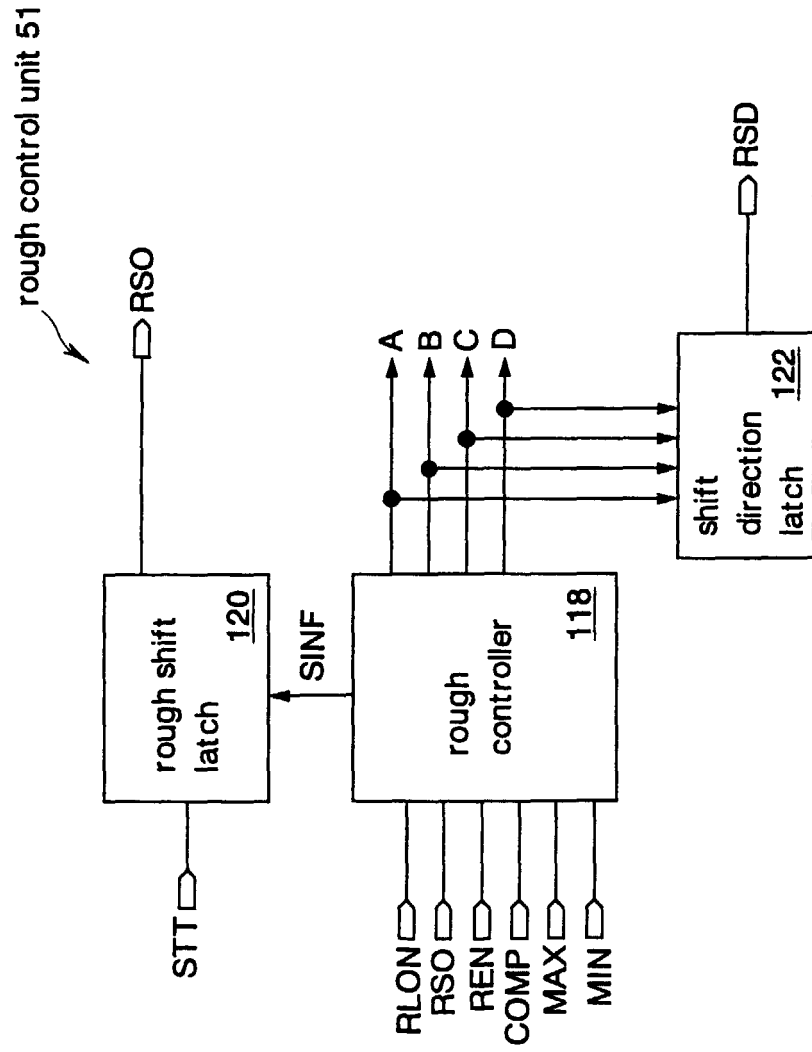 rough control unit 51
STT
rough shift
latch
120
RSO
SINF
RLON
RSO
REN
COMP
MAX
MIN
rough
controller
118
A
B
C
D
shift
direction
latch
122
RSD